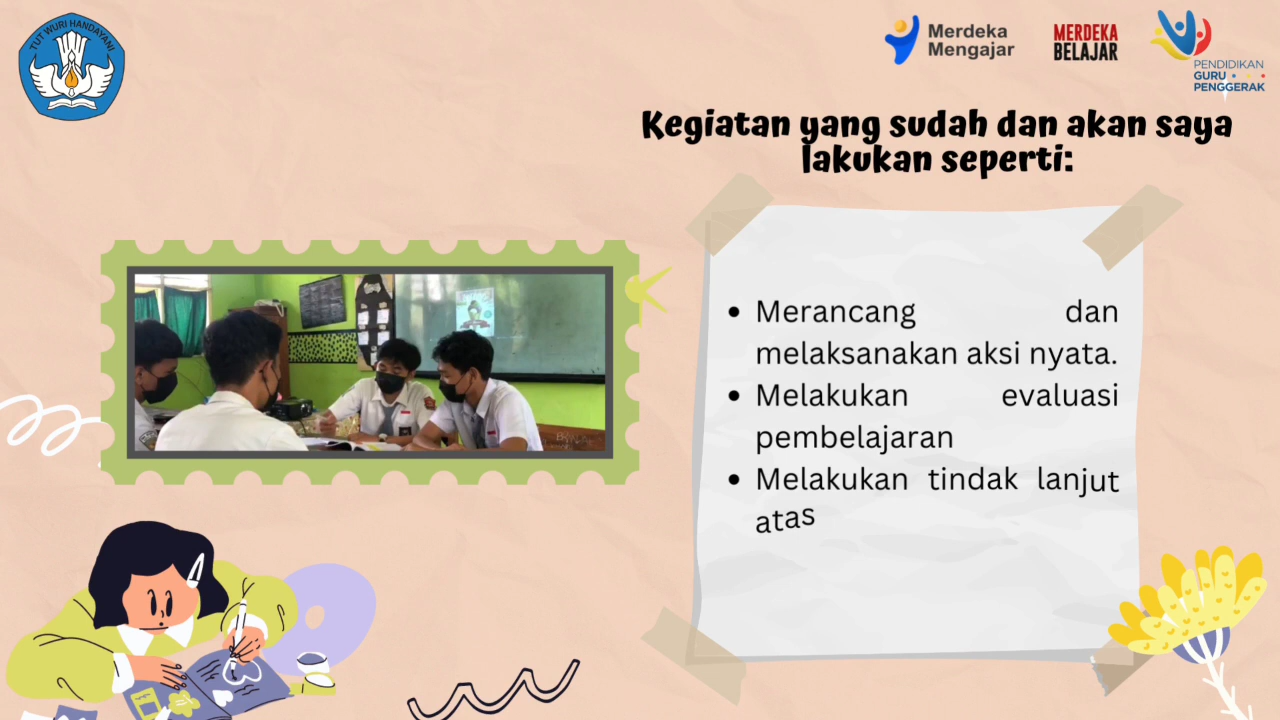 TUT WURI HANDAYANI
Merdeka
Mengajar
MERDEKA
BELAJAR
PENDIDIKAN
GURU
PENGGERAK
Kegiatan yang sudah dan akan saya
lakukan seperti:
• Merancang dan
melaksanakan aksi nyata.
• Melakukan evaluasi
pembelajaran
• Melakukan tindak lanjut
atas